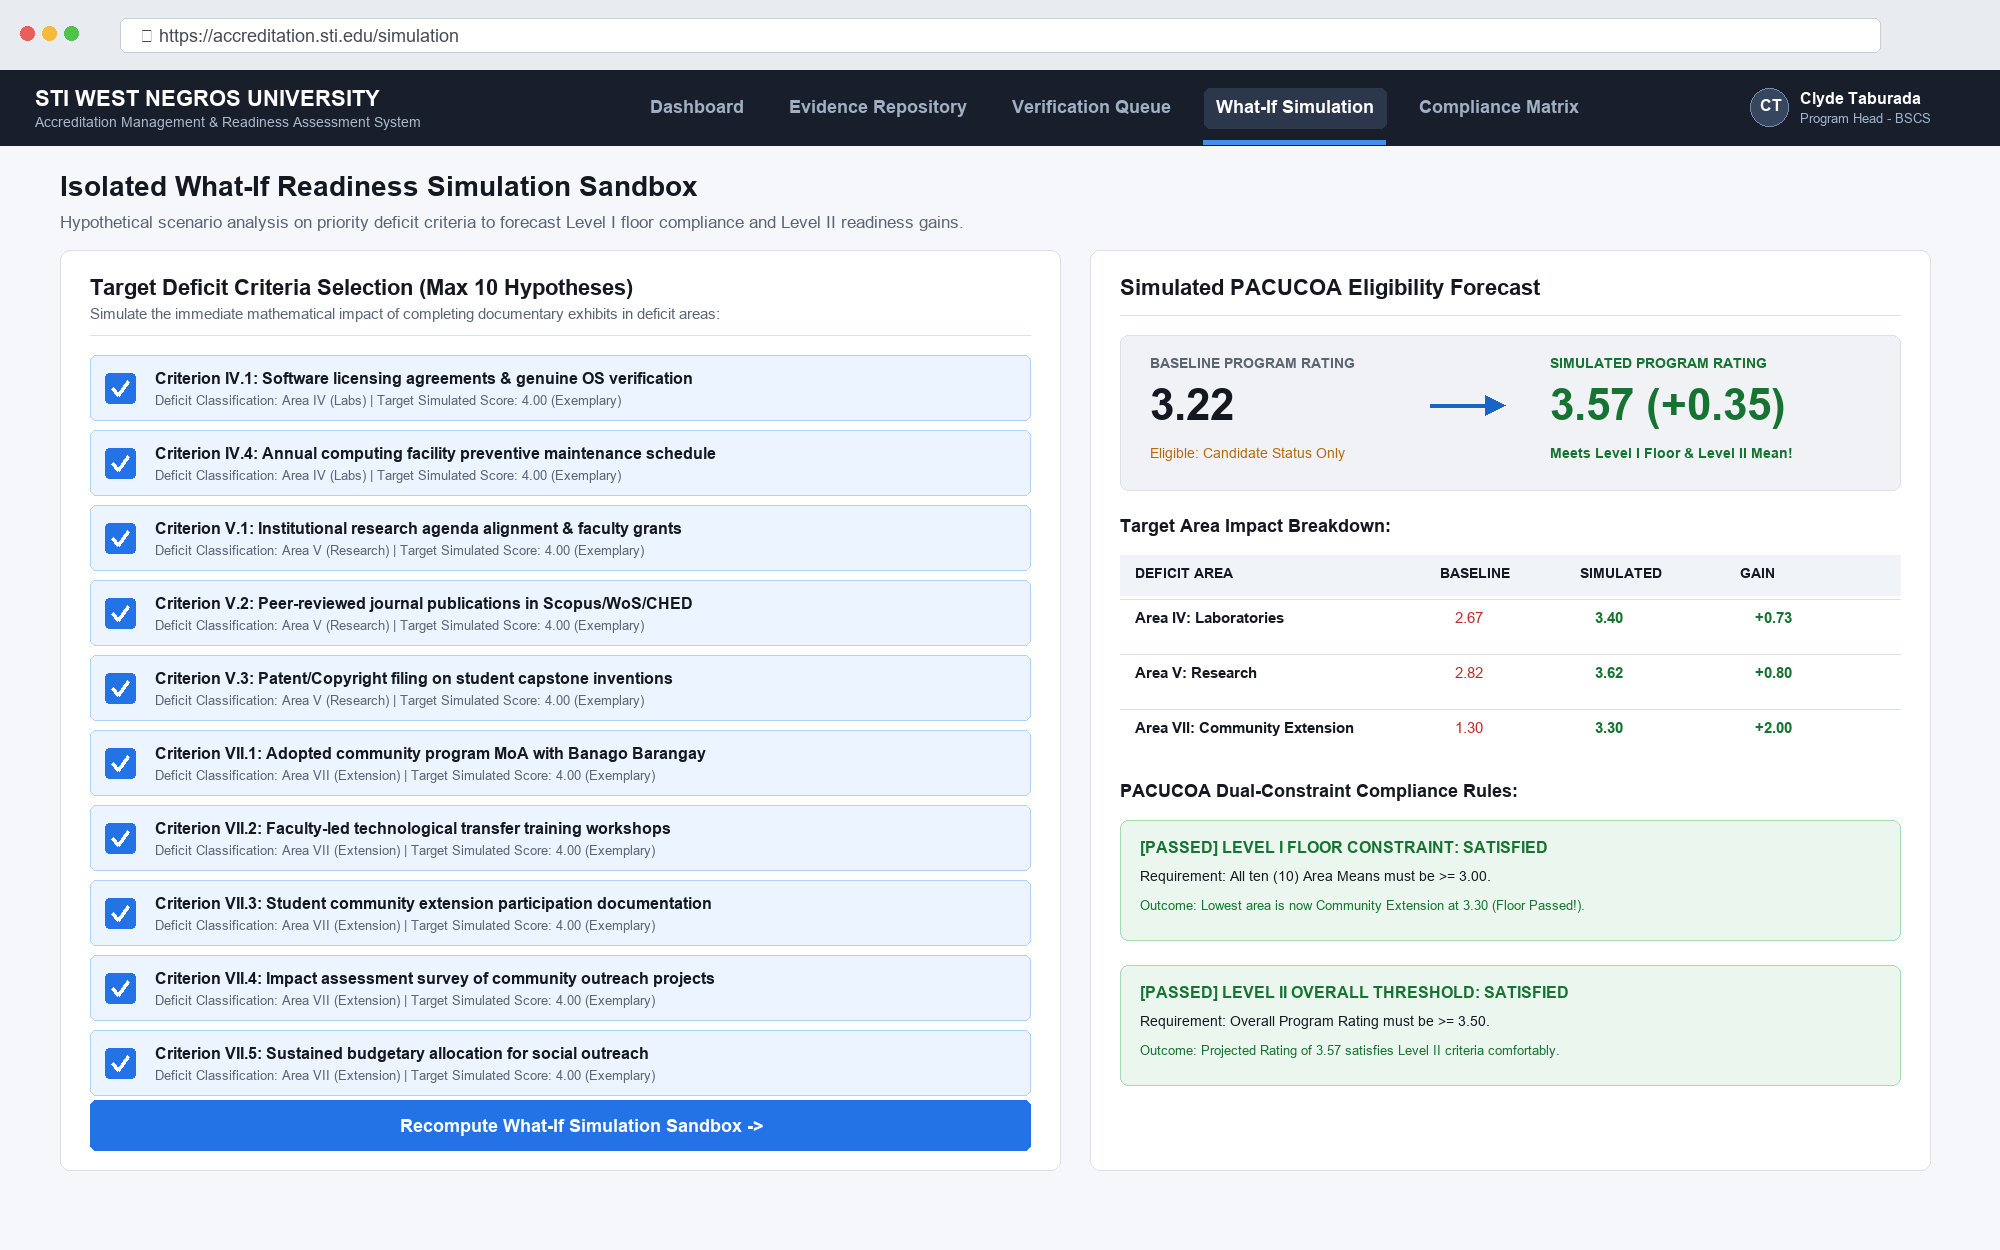 https://accreditation.sti.edu/simulation
STI WEST NEGROS UNIVERSITY
Accreditation Management & Readiness Assessment System
Dashboard
Evidence Repository
Verification Queue
What-If Simulation
Compliance Matrix
CT
Clyde Taburada
Program Head - BSCS
Isolated What-If Readiness Simulation Sandbox
Hypothetical scenario analysis on priority deficit criteria to forecast Level I floor compliance and Level II readiness gains.
Target Deficit Criteria Selection (Max 10 Hypotheses)
Simulate the immediate mathematical impact of completing documentary exhibits in deficit areas:
Criterion IV.1: Software licensing agreements & genuine OS verification
Deficit Classification: Area IV (Labs) | Target Simulated Score: 4.00 (Exemplary)
Criterion IV.4: Annual computing facility preventive maintenance schedule
Deficit Classification: Area IV (Labs) | Target Simulated Score: 4.00 (Exemplary)
Criterion V.1: Institutional research agenda alignment & faculty grants
Deficit Classification: Area V (Research) | Target Simulated Score: 4.00 (Exemplary)
Criterion V.2: Peer-reviewed journal publications in Scopus/WoS/CHED
Deficit Classification: Area V (Research) | Target Simulated Score: 4.00 (Exemplary)
Criterion V.3: Patent/Copyright filing on student capstone inventions
Deficit Classification: Area V (Research) | Target Simulated Score: 4.00 (Exemplary)
Criterion VII.1: Adopted community program MoA with Banago Barangay
Deficit Classification: Area VII (Extension) | Target Simulated Score: 4.00 (Exemplary)
Criterion VII.2: Faculty-led technological transfer training workshops
Deficit Classification: Area VII (Extension) | Target Simulated Score: 4.00 (Exemplary)
Criterion VII.3: Student community extension participation documentation
Deficit Classification: Area VII (Extension) | Target Simulated Score: 4.00 (Exemplary)
Criterion VII.4: Impact assessment survey of community outreach projects
Deficit Classification: Area VII (Extension) | Target Simulated Score: 4.00 (Exemplary)
Criterion VII.5: Sustained budgetary allocation for social outreach
Deficit Classification: Area VII (Extension) | Target Simulated Score: 4.00 (Exemplary)
Recompute What-If Simulation Sandbox ->
Simulated PACUCOA Eligibility Forecast
BASELINE PROGRAM RATING
3.22
Eligible: Candidate Status Only
SIMULATED PROGRAM RATING
3.57 (+0.35)
Meets Level I Floor & Level II Mean!
Target Area Impact Breakdown:
DEFICIT AREA BASELINE SIMULATED GAIN
Area IV: Laboratories 2.67 3.40 +0.73
Area V: Research 2.82 3.62 +0.80
Area VII: Community Extension 1.30 3.30 +2.00
PACUCOA Dual-Constraint Compliance Rules:
[PASSED] LEVEL I FLOOR CONSTRAINT: SATISFIED
Requirement: All ten (10) Area Means must be >= 3.00.
Outcome: Lowest area is now Community Extension at 3.30 (Floor Passed!).
[PASSED] LEVEL II OVERALL THRESHOLD: SATISFIED
Requirement: Overall Program Rating must be >= 3.50.
Outcome: Projected Rating of 3.57 satisfies Level II criteria comfortably.